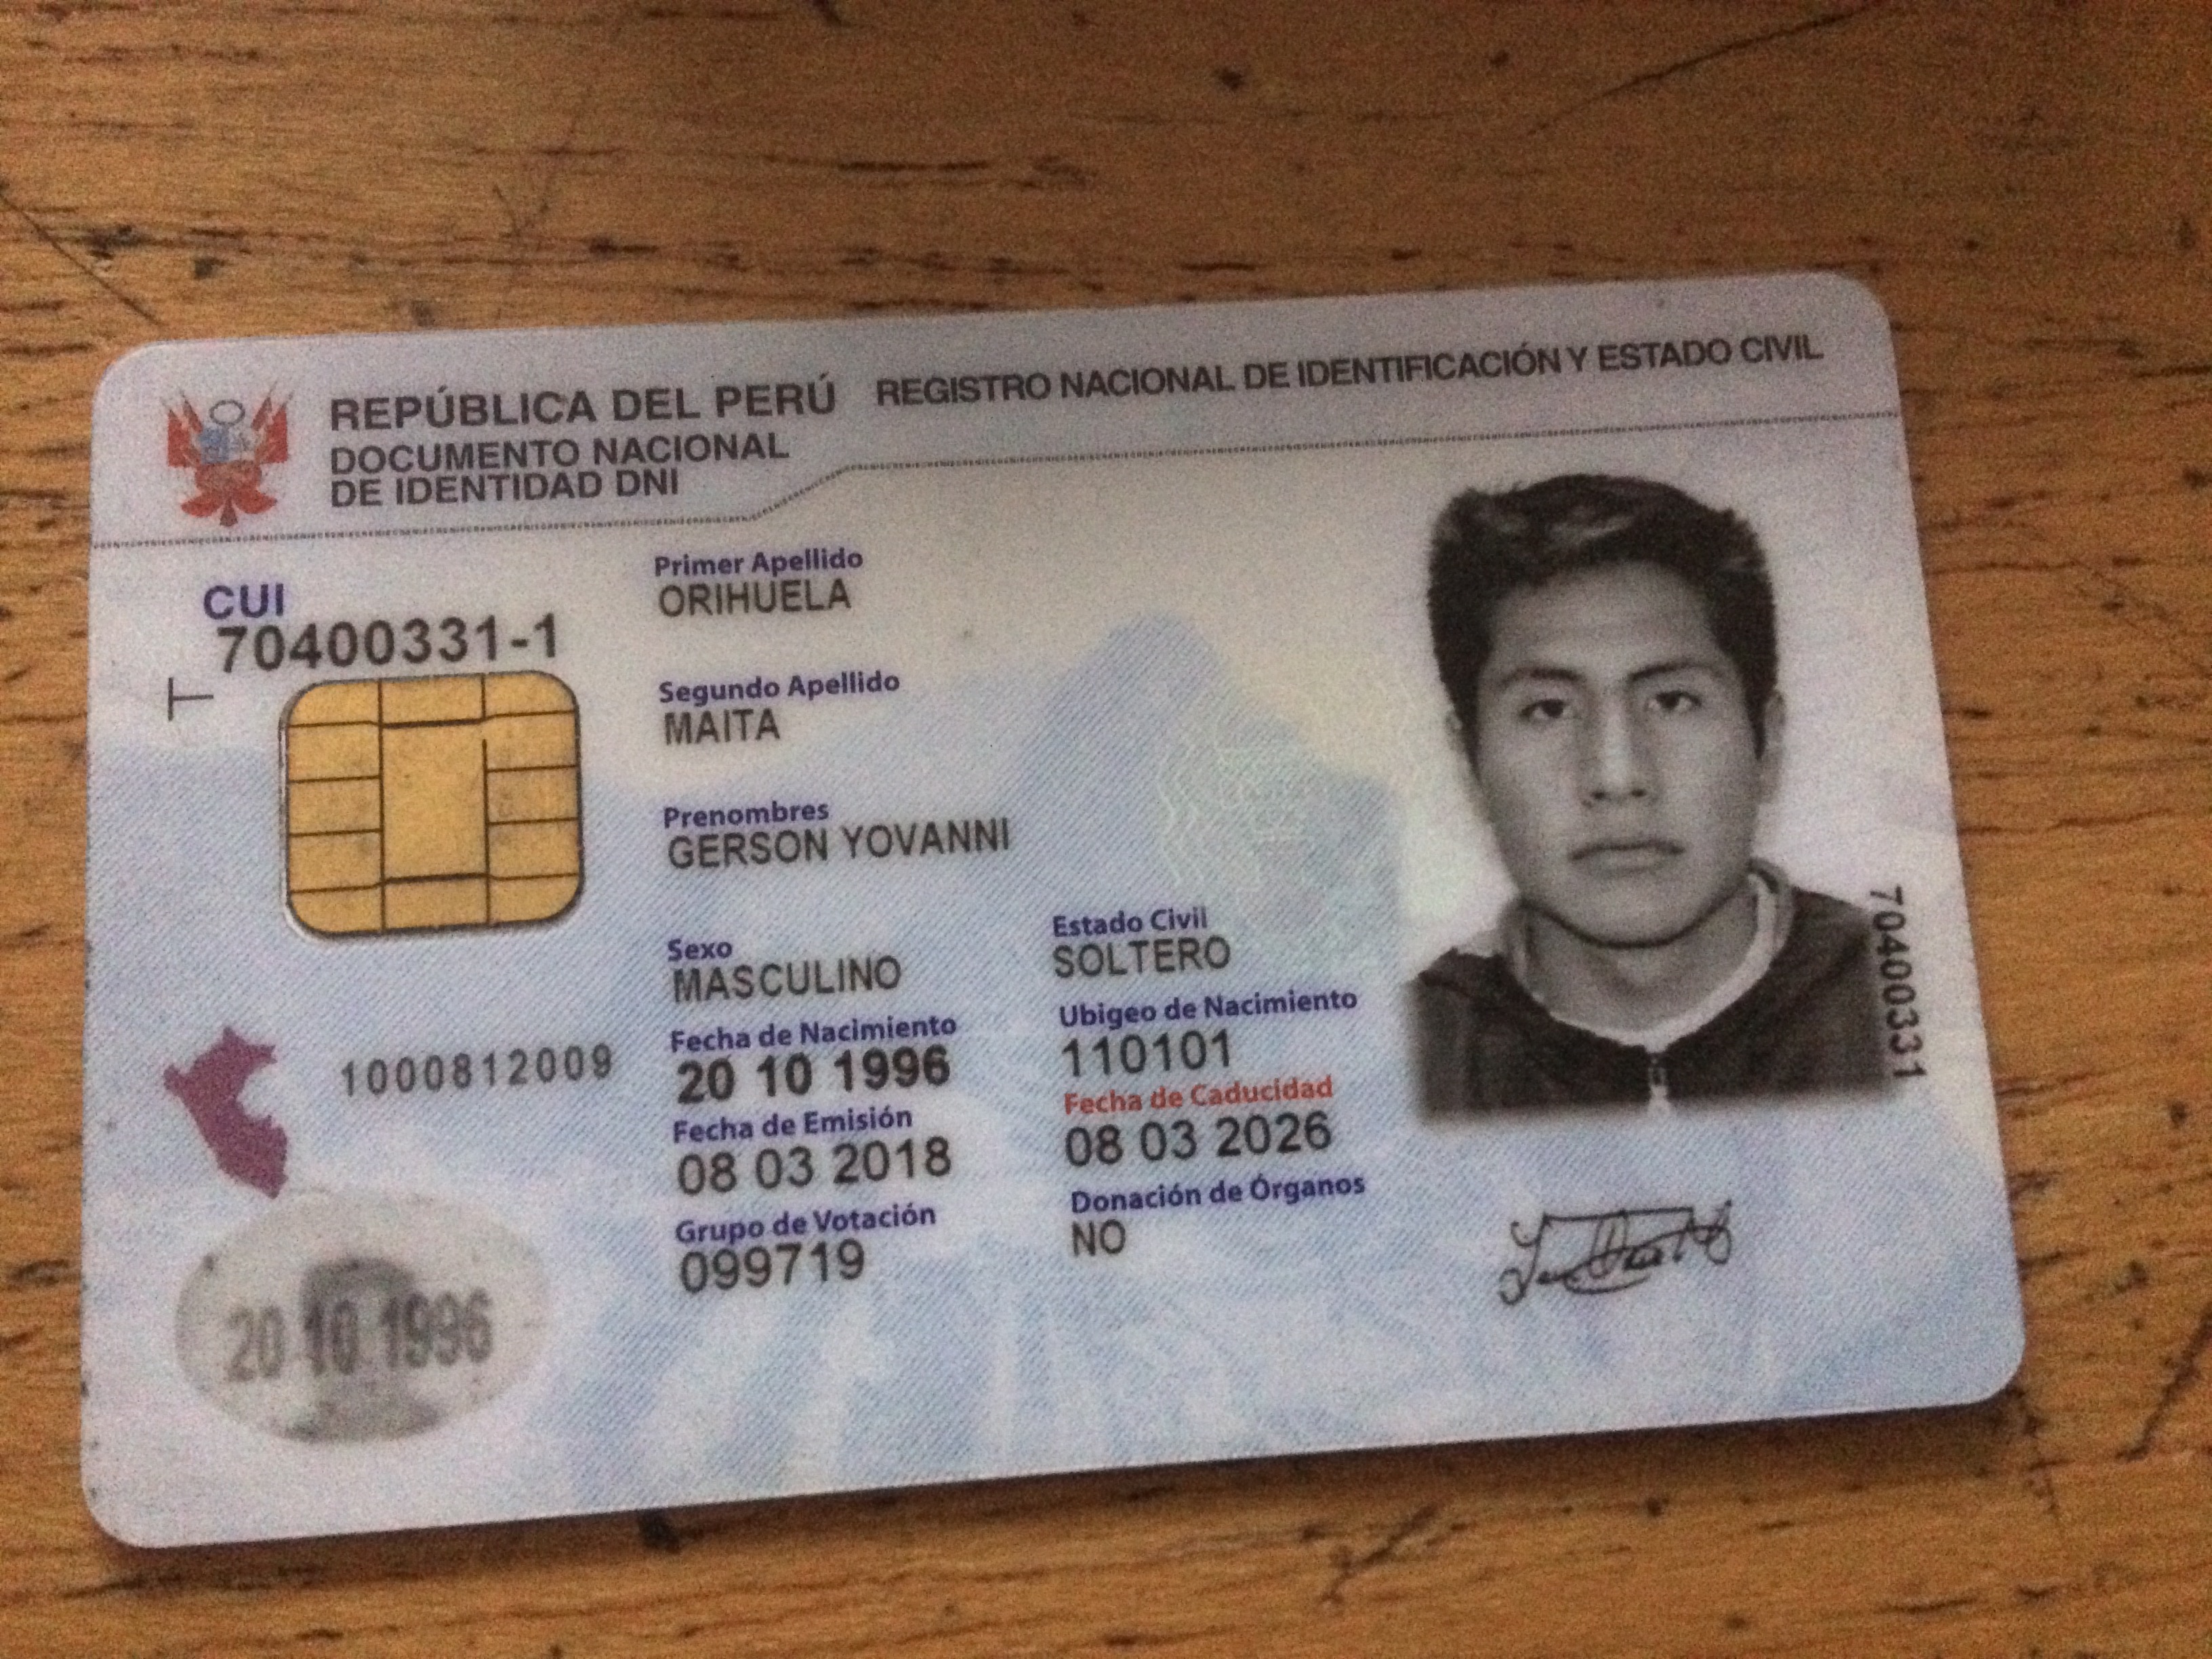 REPÚBLICA DEL PERÚ REGISTRO NACIONAL DE IDENTIFICACIÓN Y ESTADO CIVIL
DOCUMENTO NACIONAL
DE IDENTIDAD DNI
CUI
70400331-1
T
Primer Apellido
ORIHUELA
Segundo Apellido
MAITA
Prenombres
GERSON YOVANNI
Sexo
MASCULINO
Estado Civil
SOLTERO
Fecha de Nacimiento
20 10 1996
Ubigeo de Nacimiento
110101
Fecha de Emisión
08 03 2018
Fecha de Caducidad
08 03 2026
Grupo de Votación
099719
Donación de Órganos
NO
1000812009
20 10 1996
70400331